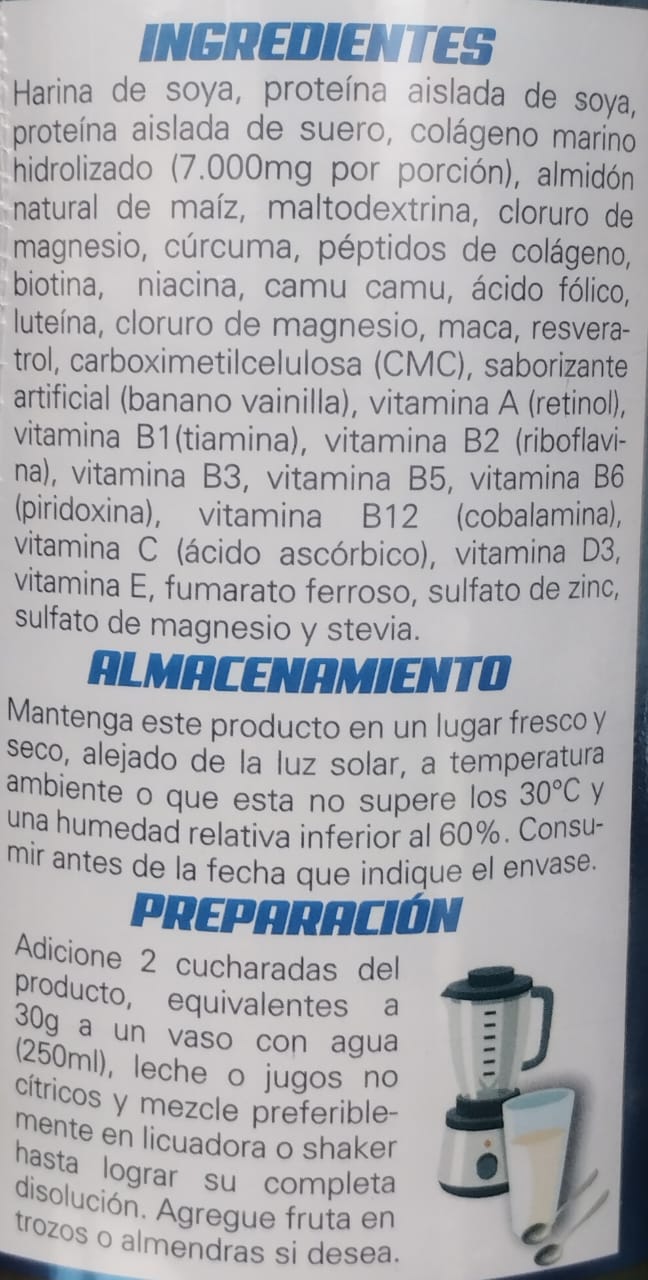 INGREDIENTES
Harina de soya, proteína aislada de soya,
proteína aislada de suero, colágeno marino
hidrolizado (7.000mg por porción), almidón
natural de maíz, maltodextrina, cloruro de
magnesio, cúrcuma, péptidos de colágeno,
biotina, niacina, camu camu, ácido fólico,
luteína, cloruro de magnesio, maca, resvera-
trol, carboximetilcelulosa (CMC), saborizante
artificial (banano vainilla), vitamina A (retinol),
vitamina B1(tiamina), vitamina B2 (riboflavi-
na), vitamina B3, vitamina B5, vitamina B6
(piridoxina), vitamina B12 (cobalamina),
vitamina C (ácido ascórbico), vitamina D3,
vitamina E, fumarato ferroso, sulfato de zinc,
sulfato de magnesio y stevia.
ALMACENAMIENTO
Mantenga este producto en un lugar fresco y
seco, alejado de la luz solar, a temperatura
ambiente o que esta no supere los 30°C y
una humedad relativa inferior al 60%. Consu-
mir antes de la fecha que indique el envase.
PREPARACIÓN
Adicione 2 cucharadas del
producto, equivalentes a
30g a un vaso con agua
(250ml), leche o jugos no
cítricos y mezcle preferible-
mente en licuadora o shaker
hasta lograr su completa
disolución. Agregue fruta en
trozos o almendras si desea.